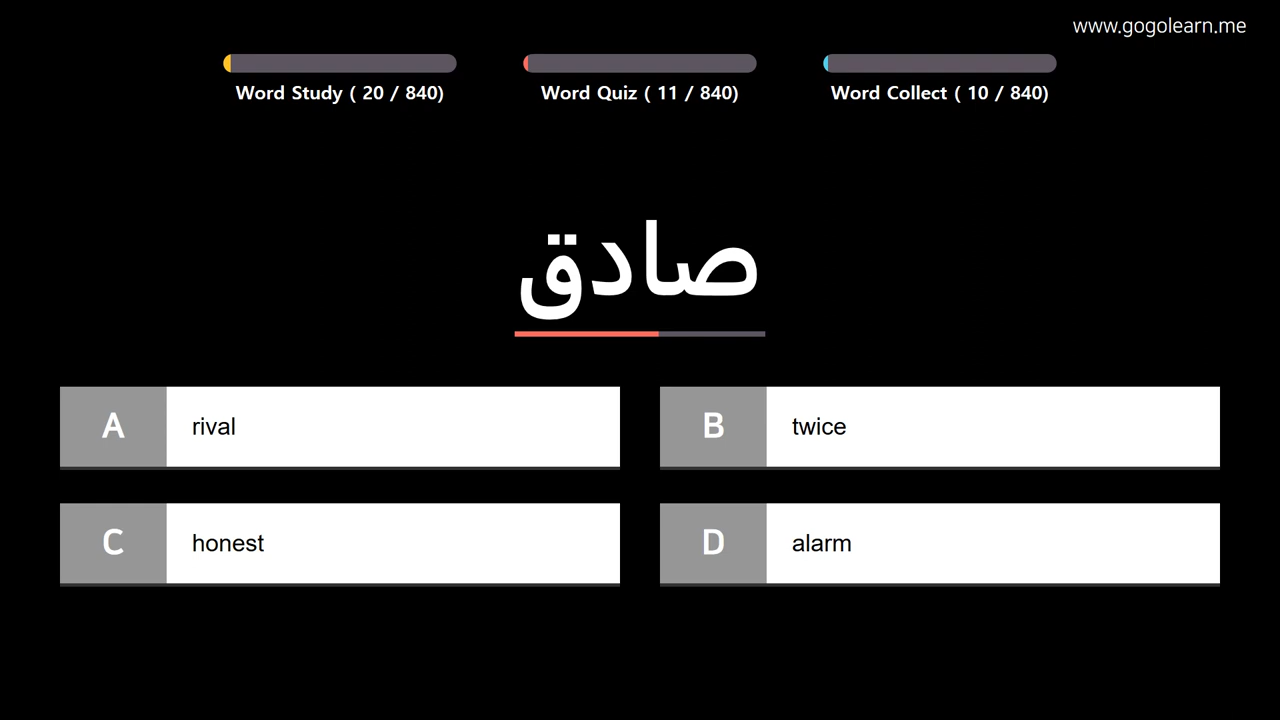 www.gogolearn.me
Word Study ( 20 / 840)
Word Quiz ( 11 / 840)
Word Collect ( 10 / 840)
صادق
A rival
B twice
C honest
D alarm